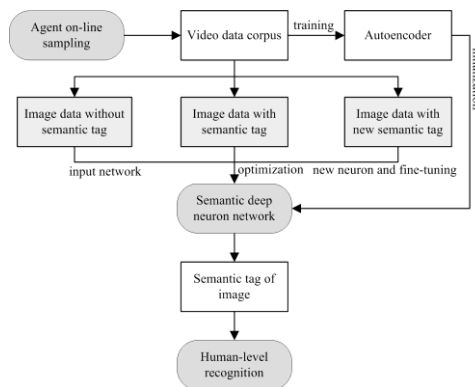 Agent on-line
sampling
Video data corpus
training
Autoencoder
Image data without
semantic tag
Image data with
semantic tag
Image data with
new semantic tag
input network
optimization
new neuron and fine-tuning
Semantic deep
neuron network
Semantic tag of
image
Human-level
recognition